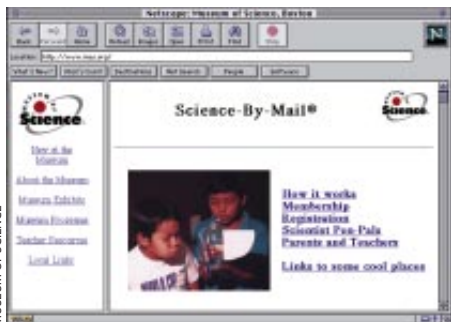 Netscape: Museum of Science, Boston
Back Forward Home Reload Images Open Print Find Stop
Location: http://www.mos.org/
What's New? What's Cool? Destinations Net Search People Software
Science
Science-By-Mail®
Science
New at the
Museum
About the Museum
Museum Exhibits
Museum Programs
Teacher Resources
Local Links
How it works
Membership
Registration
Scientist Pen-Pals
Parents and Teachers
Links to some cool places